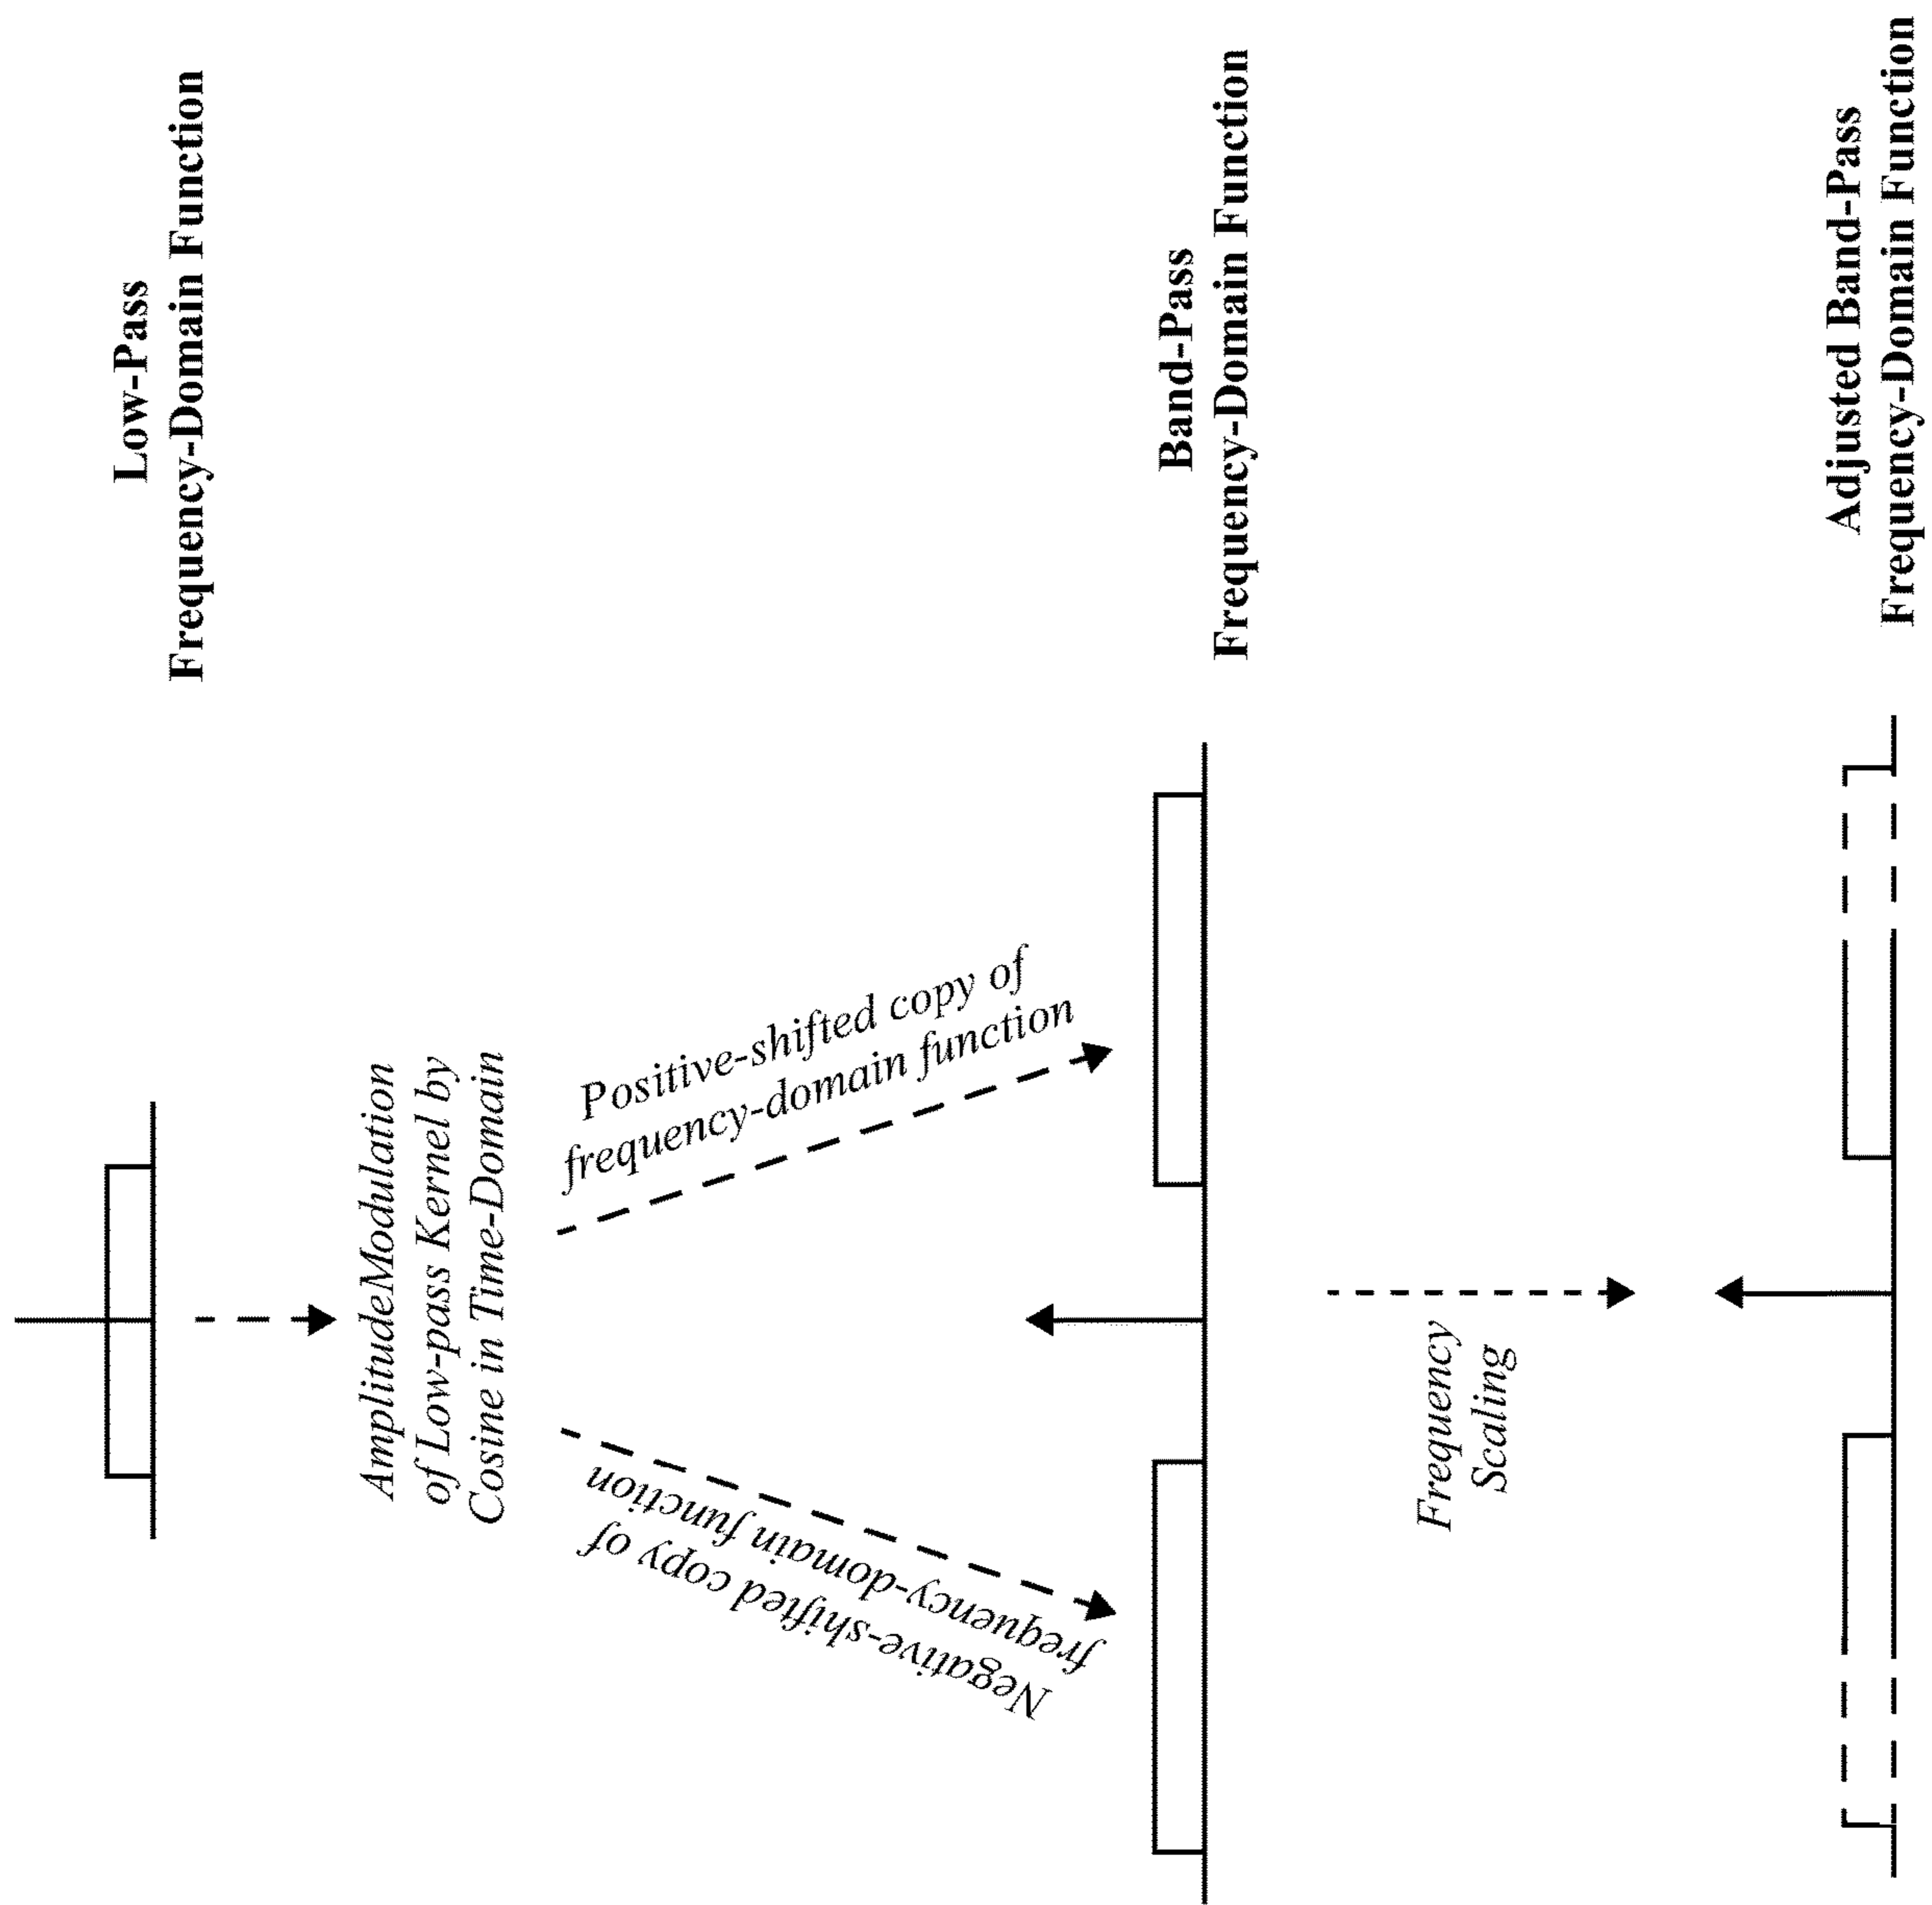 Low-Pass
Frequency-Domain Function
AmplitudeModulation
of Low-pass Kernel by
Cosine in Time-Domain
Negative-shifted copy of
frequency-domain function
Positive-shifted copy of
frequency-domain function
Band-Pass
Frequency-Domain Function
Frequency
Scaling
Adjusted Band-Pass
Frequency-Domain Function